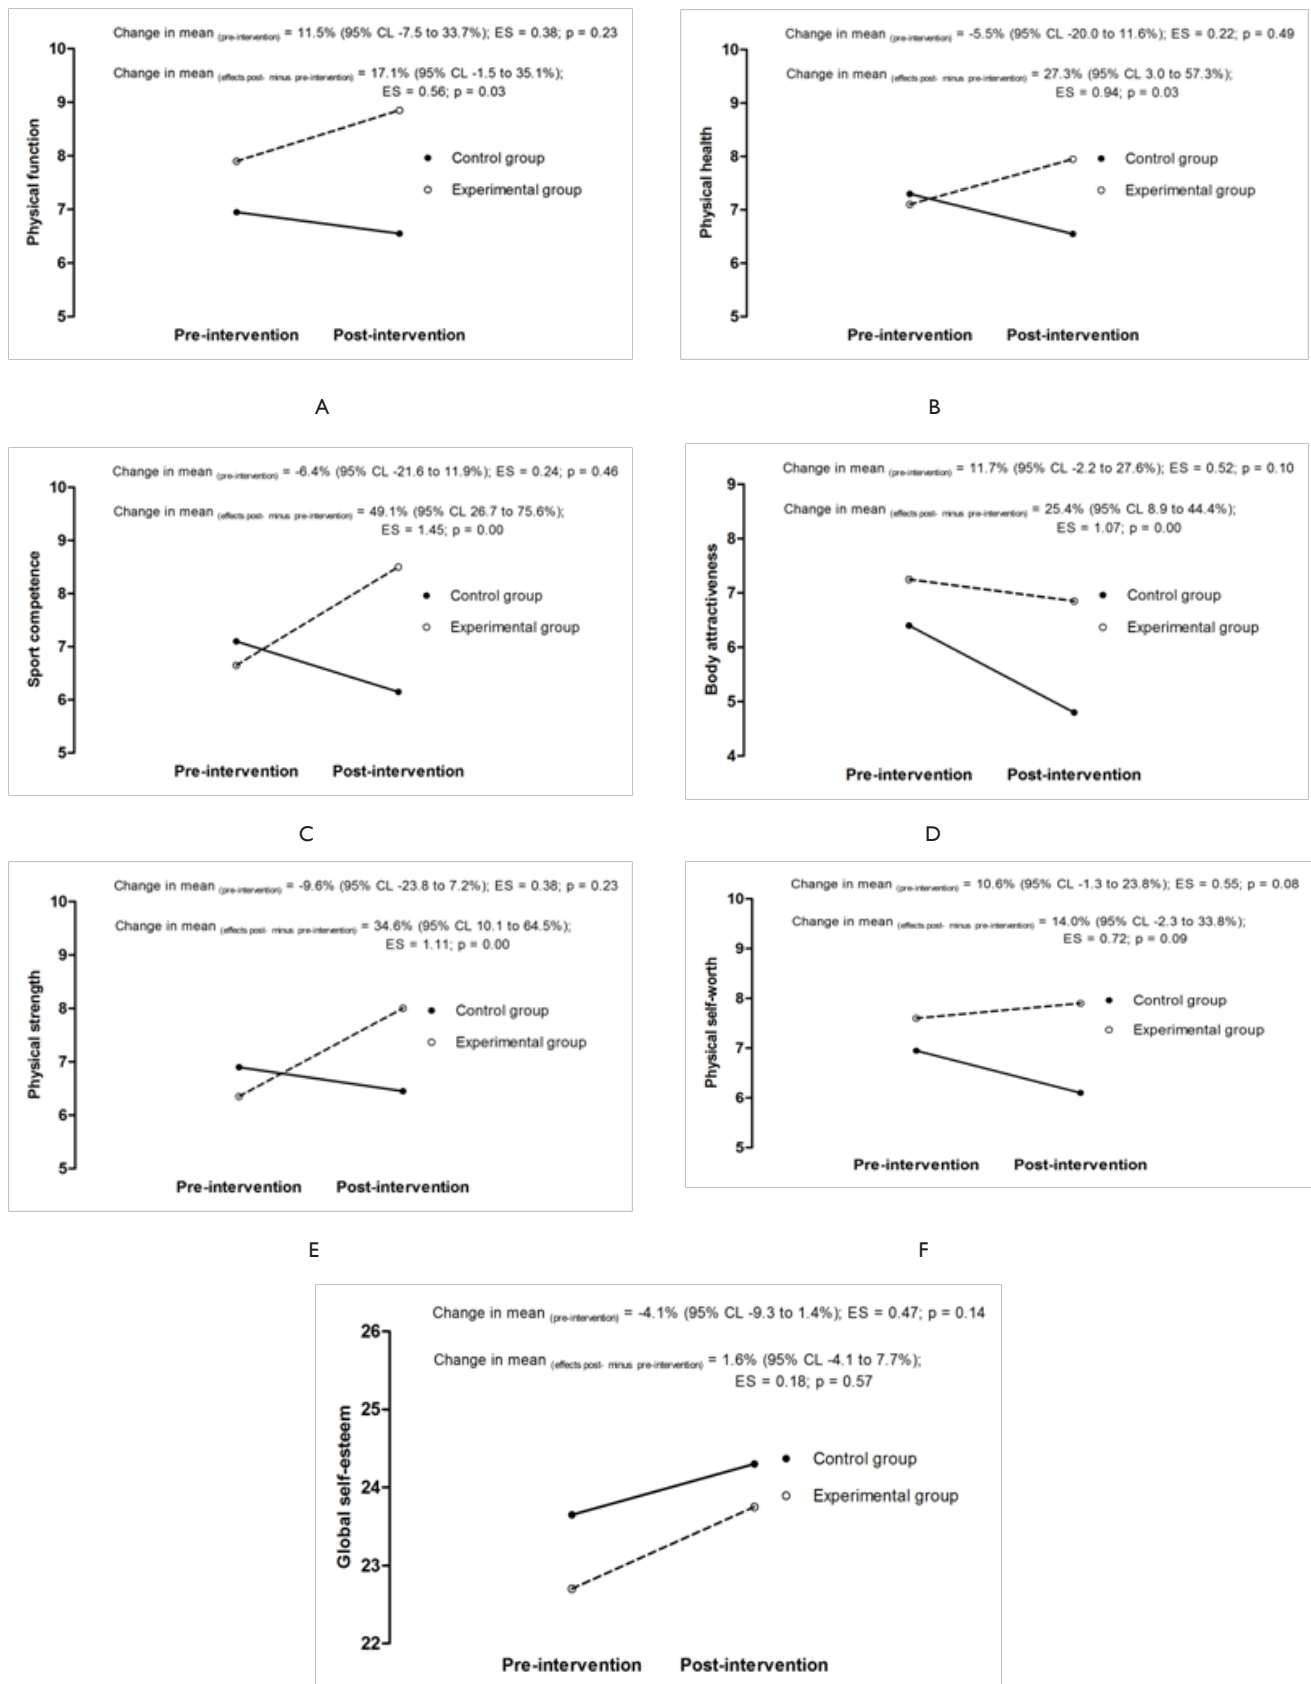 Change in mean (pre-intervention) = 11.5% (95% CL -7.5 to 33.7%); ES = 0.38; p = 0.23
Change in mean (effects post- minus pre-intervention) = 17.1% (95% CL -1.5 to 35.1%);
ES = 0.56; p = 0.03
10
9
8
7
6
5
Physical function
Control group
Experimental group
Pre-intervention Post-intervention
A
Change in mean (pre-intervention) = -5.5% (95% CL -20.0 to 11.6%); ES = 0.22; p = 0.49
Change in mean (effects post- minus pre-intervention) = 27.3% (95% CL 3.0 to 57.3%);
ES = 0.94; p = 0.03
10
9
8
7
6
5
Physical health
Control group
Experimental group
Pre-intervention Post-intervention
B
Change in mean (pre-intervention) = -6.4% (95% CL -21.6 to 11.9%); ES = 0.24; p = 0.46
Change in mean (effects post- minus pre-intervention) = 49.1% (95% CL 26.7 to 75.6%);
ES = 1.45; p = 0.00
10
9
8
7
6
5
Sport competence
Control group
Experimental group
Pre-intervention Post-intervention
C
Change in mean (pre-intervention) = 11.7% (95% CL -2.2 to 27.6%); ES = 0.52; p = 0.10
Change in mean (effects post- minus pre-intervention) = 25.4% (95% CL 8.9 to 44.4%);
ES = 1.07; p = 0.00
9
8
7
6
5
4
Body attractiveness
Control group
Experimental group
Pre-intervention Post-intervention
D
Change in mean (pre-intervention) = -9.6% (95% CL -23.8 to 7.2%); ES = 0.38; p = 0.23
Change in mean (effects post- minus pre-intervention) = 34.6% (95% CL 10.1 to 64.5%);
ES = 1.11; p = 0.00
10
9
8
7
6
5
Physical strength
Control group
Experimental group
Pre-intervention Post-intervention
E
Change in mean (pre-intervention) = 10.6% (95% CL -1.3 to 23.8%); ES = 0.55; p = 0.08
Change in mean (effects post- minus pre-intervention) = 14.0% (95% CL -2.3 to 33.8%);
ES = 0.72; p = 0.09
10
9
8
7
6
5
Physical self-worth
Control group
Experimental group
Pre-intervention Post-intervention
F
Change in mean (pre-intervention) = -4.1% (95% CL -9.3 to 1.4%); ES = 0.47; p = 0.14
Change in mean (effects post- minus pre-intervention) = 1.6% (95% CL -4.1 to 7.7%);
ES = 0.18; p = 0.57
26
25
24
23
22
Global self-esteem
Control group
Experimental group
Pre-intervention Post-intervention